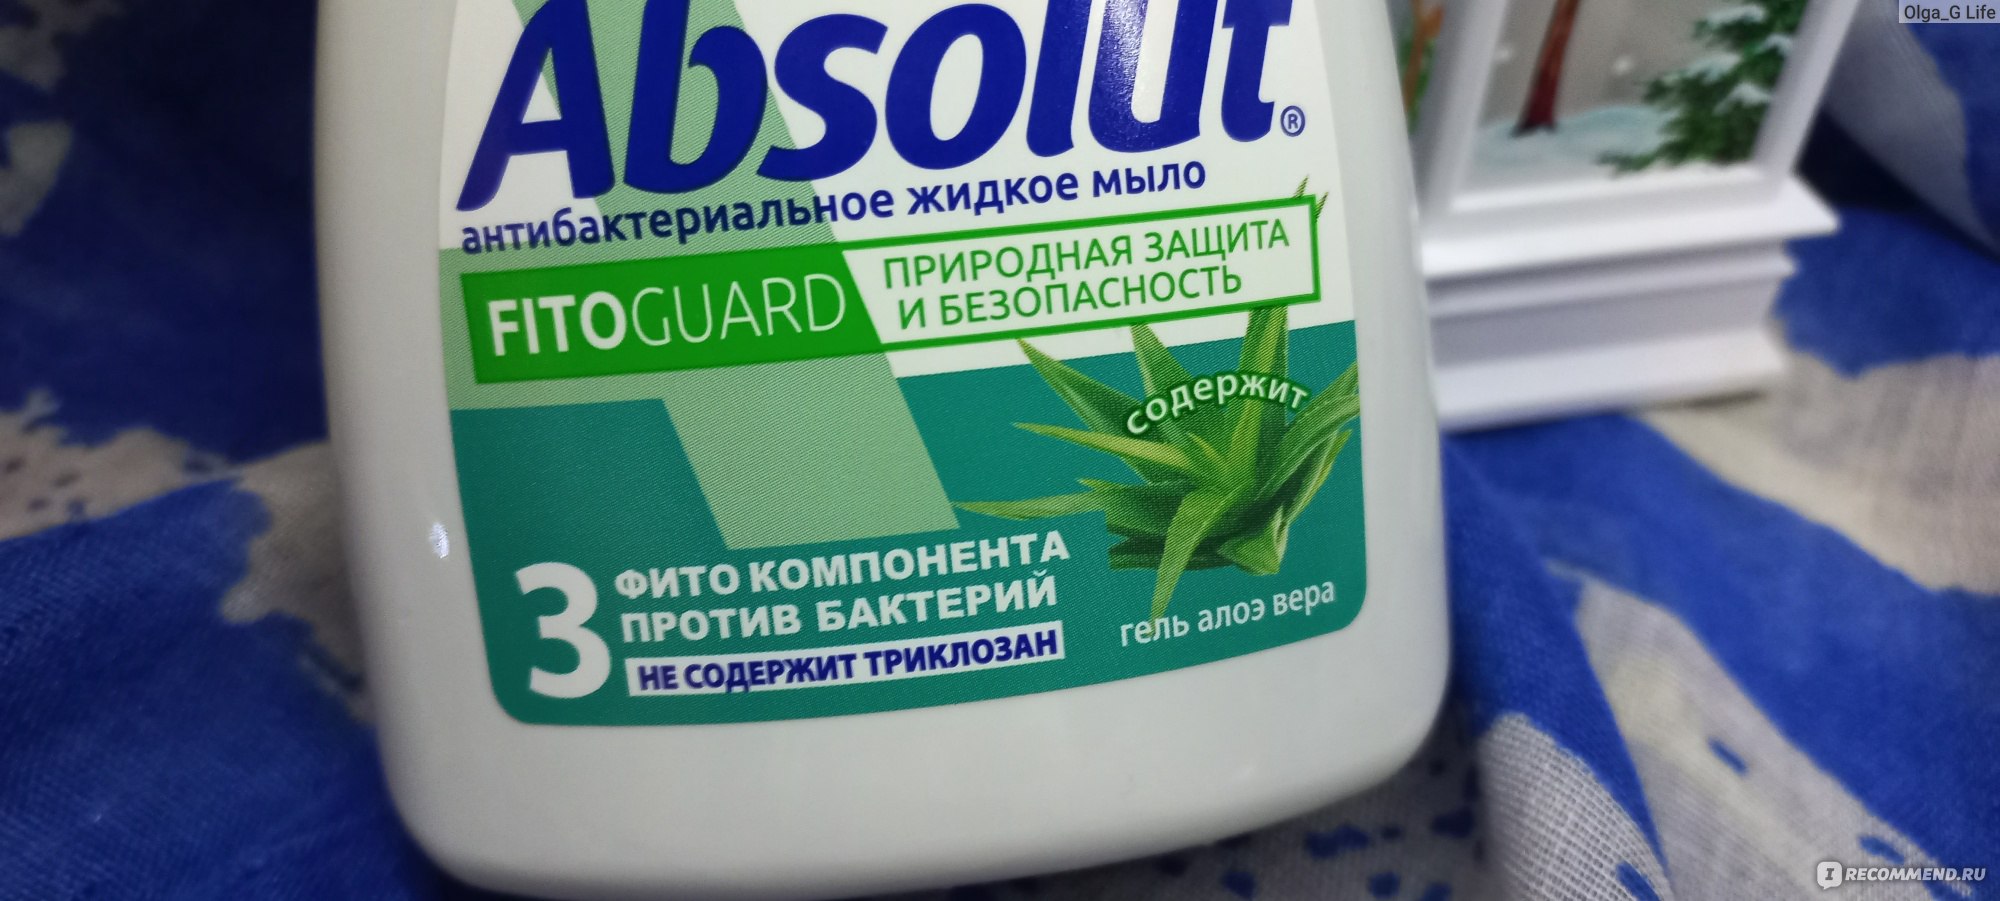 Olga_G Life
Absolut®
антибактериальное жидкое мыло
FITOGUARD
ПРИРОДНАЯ ЗАЩИТА
И БЕЗОПАСНОСТЬ
содержит
гель алоэ вера
3 ФИТО КОМПОНЕНТА
ПРОТИВ БАКТЕРИЙ
НЕ СОДЕРЖИТ ТРИКЛОЗАН
I RECOMMEND.RU